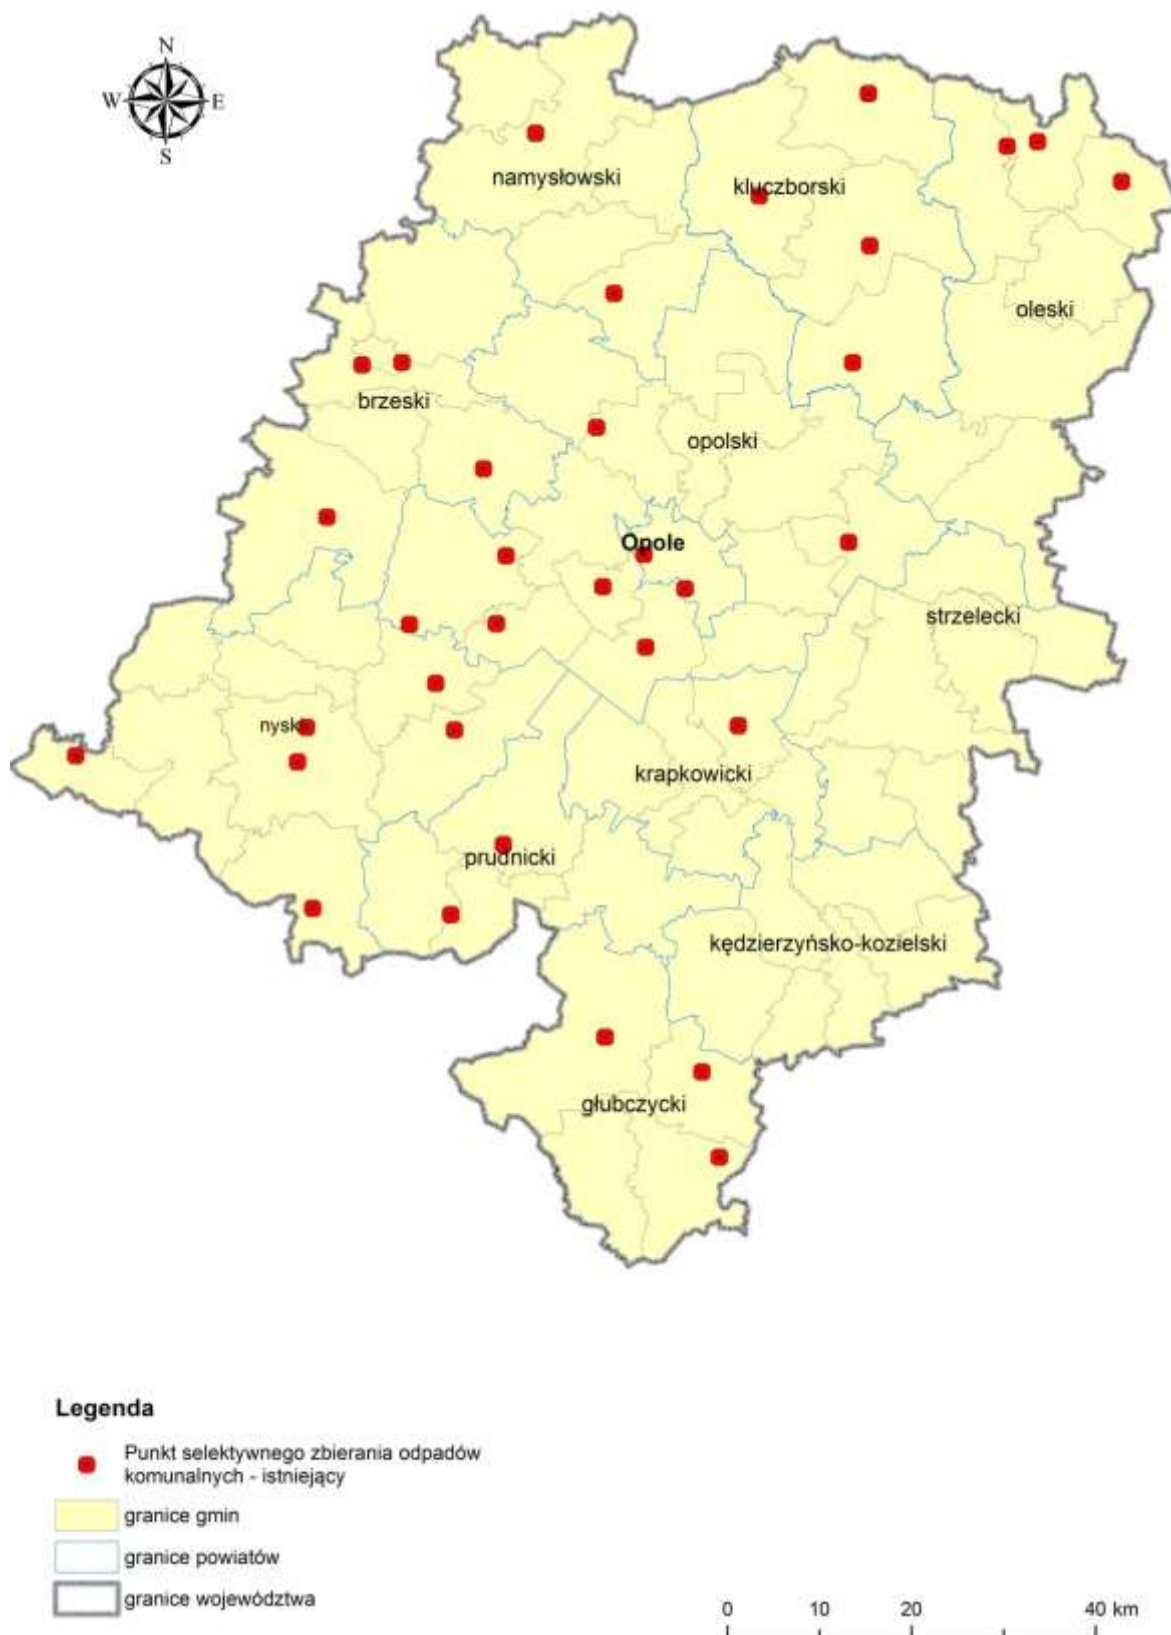 N
W E
S
namysłowski
kluczborski
oleski
brzeski
opolski
Opole
strzelecki
nyski
krapkowicki
prudnicki
kędzierzyńsko-kozielski
głubczycki
Legenda
Punkt selektywnego zbierania odpadów
komunalnych - istniejący
granice gmin
granice powiatów
granice województwa
0 10 20 40 km